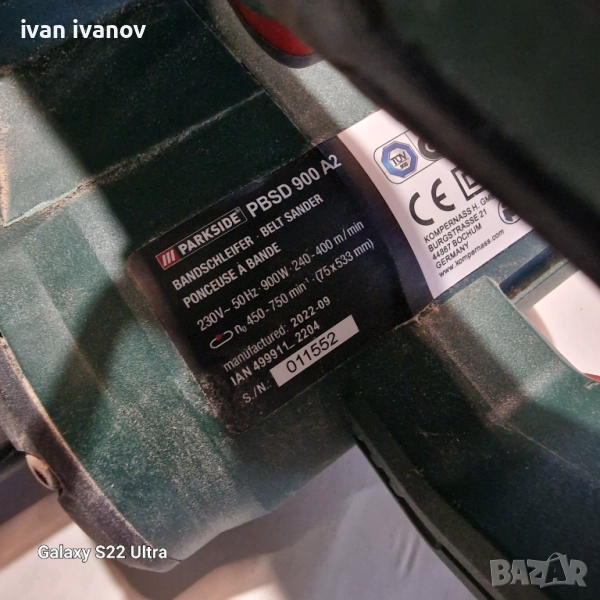 ivan ivanov
PARKSIDE PBSD 900 A2
BANDSCHLEIFER · BELT SANDER
PONCEUSE À BANDE
230V~ 50Hz · 900W · 240-400 m/min
n₀ 450-750 min⁻¹ · (75x533 mm)
manufactured: 2022-09
IAN 499911_2204
S./N.: 011552
TÜV
CE
KOMPERNASS H. GM
BURGSTRASSE 21
44867 BOCHUM
GERMANY
www.kompernass.com
Galaxy S22 Ultra
BAZAR